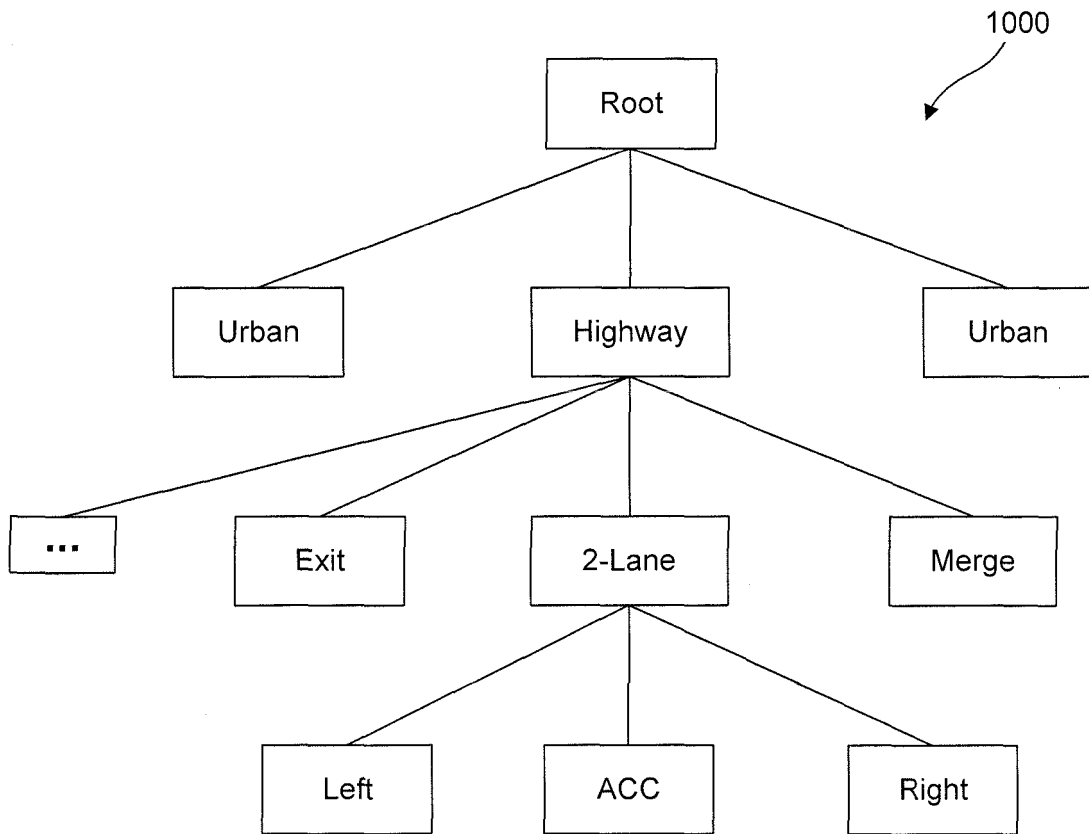 1000
Root
Urban
Highway
Urban
...
Exit
2-Lane
Merge
Left
ACC
Right